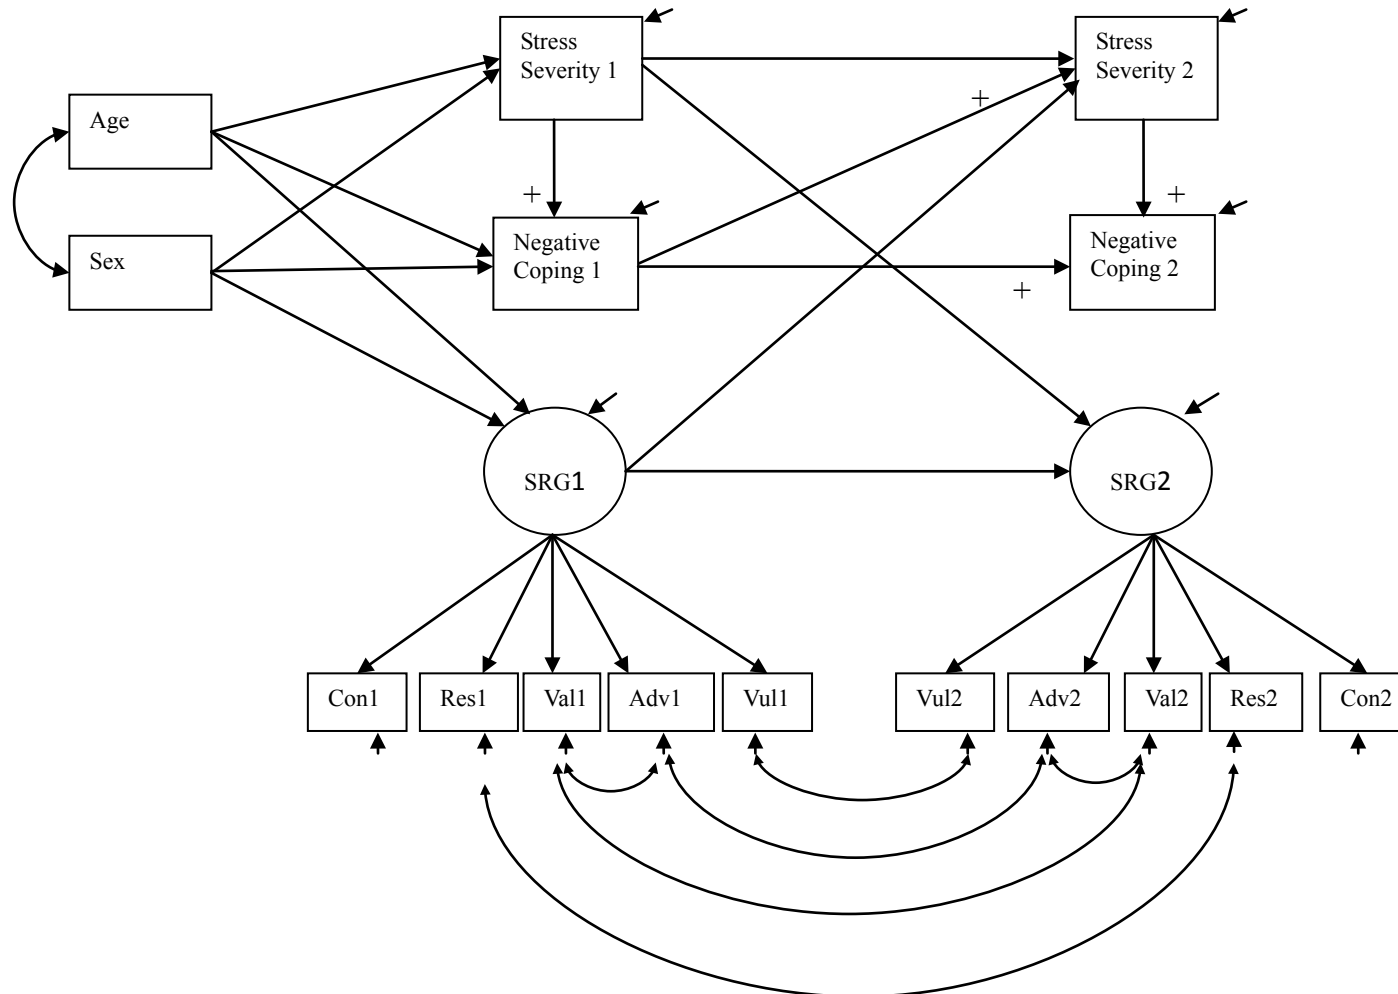 Stress
Severity 1
Stress
Severity 2
Age
+
+
+
Negative
Coping 1
Negative
Coping 2
Sex
+
SRG1
SRG2
Con1
Res1
Val1
Adv1
Vul1
Vul2
Adv2
Val2
Res2
Con2